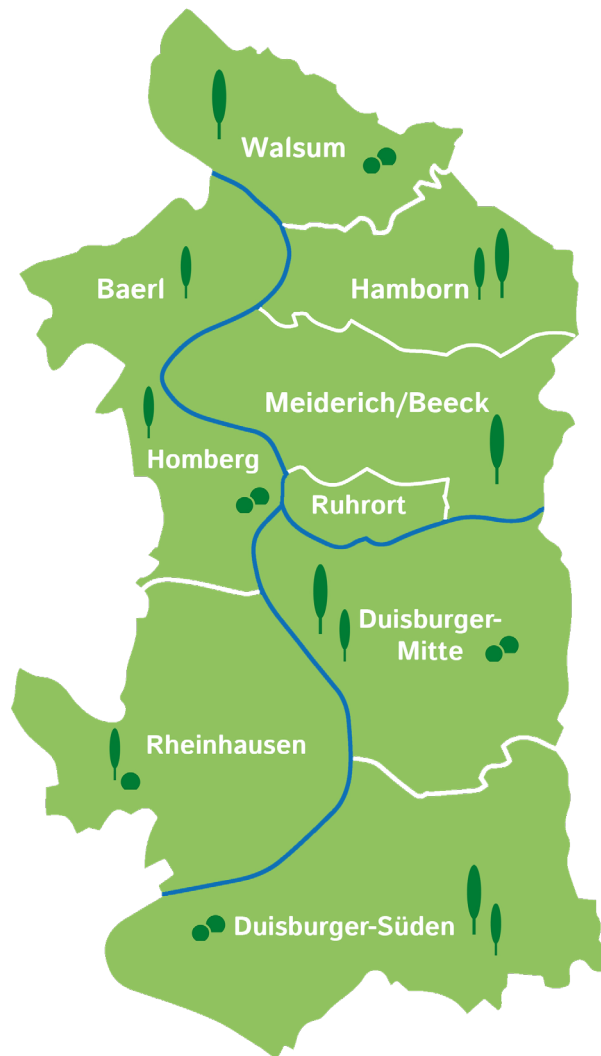 Walsum
Baerl
Hamborn
Meiderich/Beeck
Homberg
Ruhrort
Duisburger-
Mitte
Rheinhausen
Duisburger-Süden